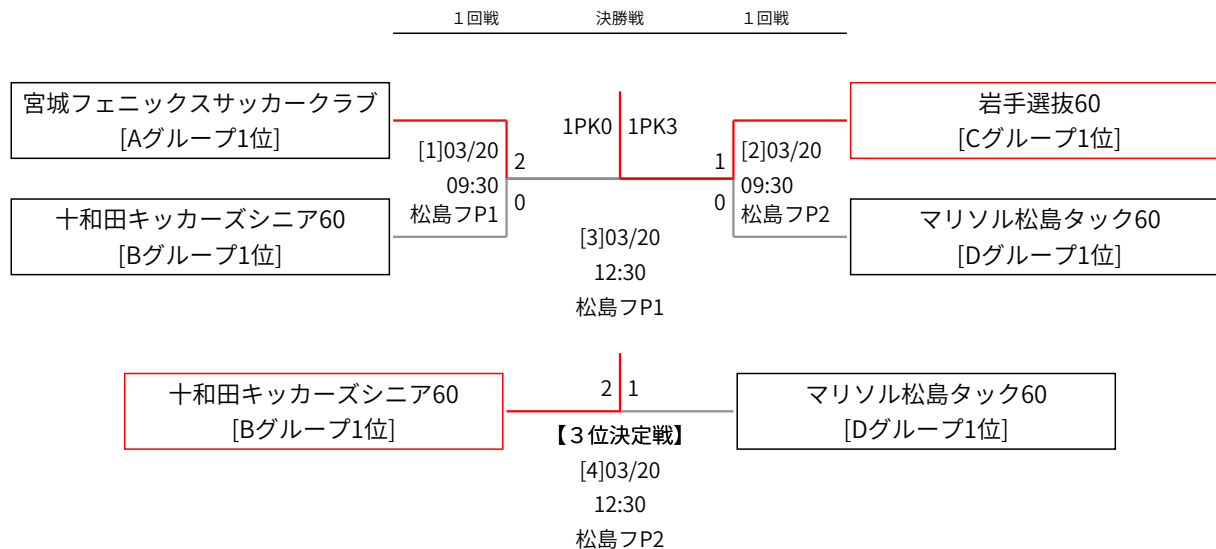 １回戦 決勝戦 １回戦
宮城フェニックスサッカークラブ
[Aグループ1位]
十和田キッカーズシニア60
[Bグループ1位]
[1]03/20
09:30
松島フP1
2
0
1PK0 1PK3
[3]03/20
12:30
松島フP1
1
0
[2]03/20
09:30
松島フP2
岩手選抜60
[Cグループ1位]
マリソル松島タック60
[Dグループ1位]
十和田キッカーズシニア60
[Bグループ1位]
2 1
【３位決定戦】
[4]03/20
12:30
松島フP2
マリソル松島タック60
[Dグループ1位]